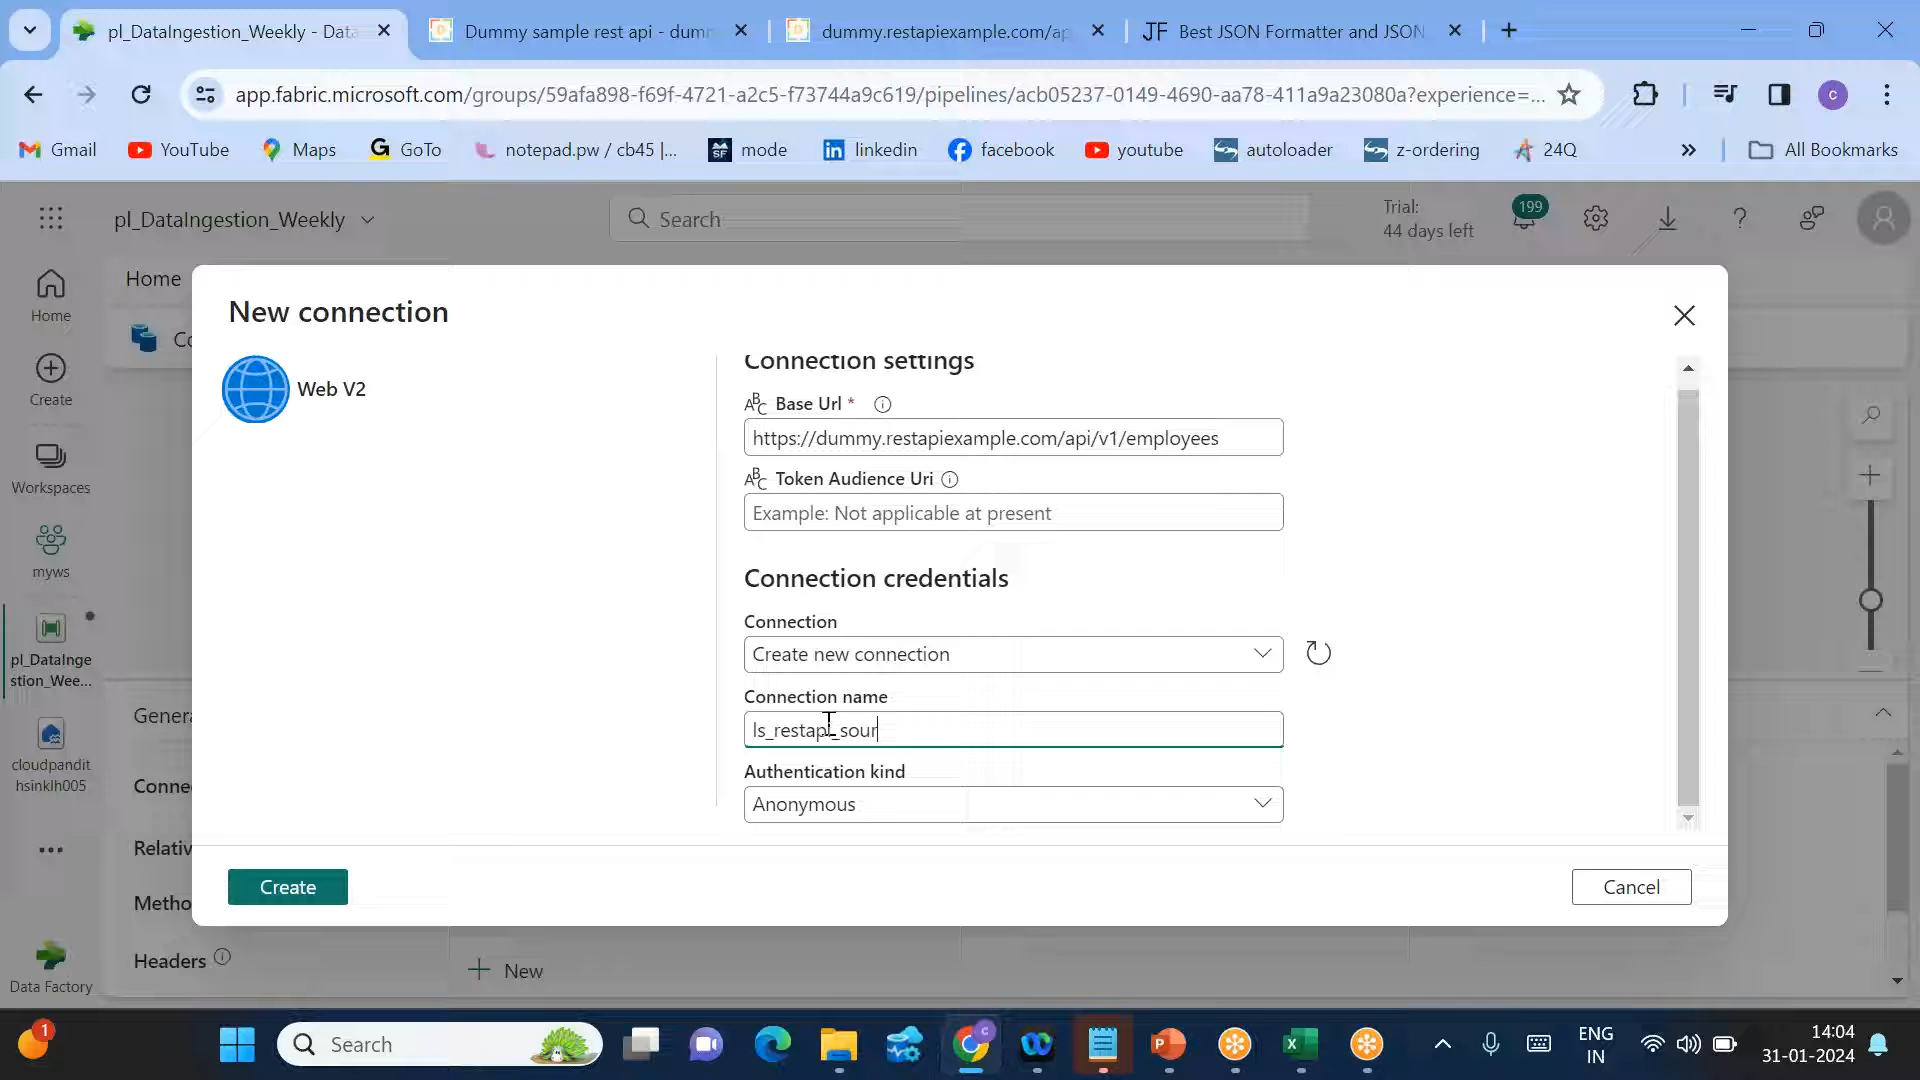 pl_DataIngestion_Weekly - Data
Dummy sample rest api - dum
dummy.restapiexample.com/ap
JF Best JSON Formatter and JSON
app.fabric.microsoft.com/groups/59afa898-f69f-4721-a2c5-f73744a9c619/pipelines/acb05237-0149-4690-aa78-411a9a23080a?experience=...
c
Gmail
YouTube
Maps
GoTo
notepad.pw / cb45 |...
mode
linkedin
facebook
youtube
autoloader
z-ordering
24Q
All Bookmarks
pl_DataIngestion_Weekly
Search
Trial:
44 days left
199
Home
Home
Create
Workspaces
myws
pl_DataInge
stion_Wee...
cloudpandit
hsinklh005
Data Factory
Co
Genera
Conne
Relativ
Metho
Headers
New
New connection
Web V2
Connection settings
ABC Base Url *
https://dummy.restapiexample.com/api/v1/employees
ABC Token Audience Uri
Example: Not applicable at present
Connection credentials
Connection
Create new connection
Connection name
ls_restapi_sour
Authentication kind
Anonymous
Create
Cancel
1
Search
ENG
IN
14:04
31-01-2024